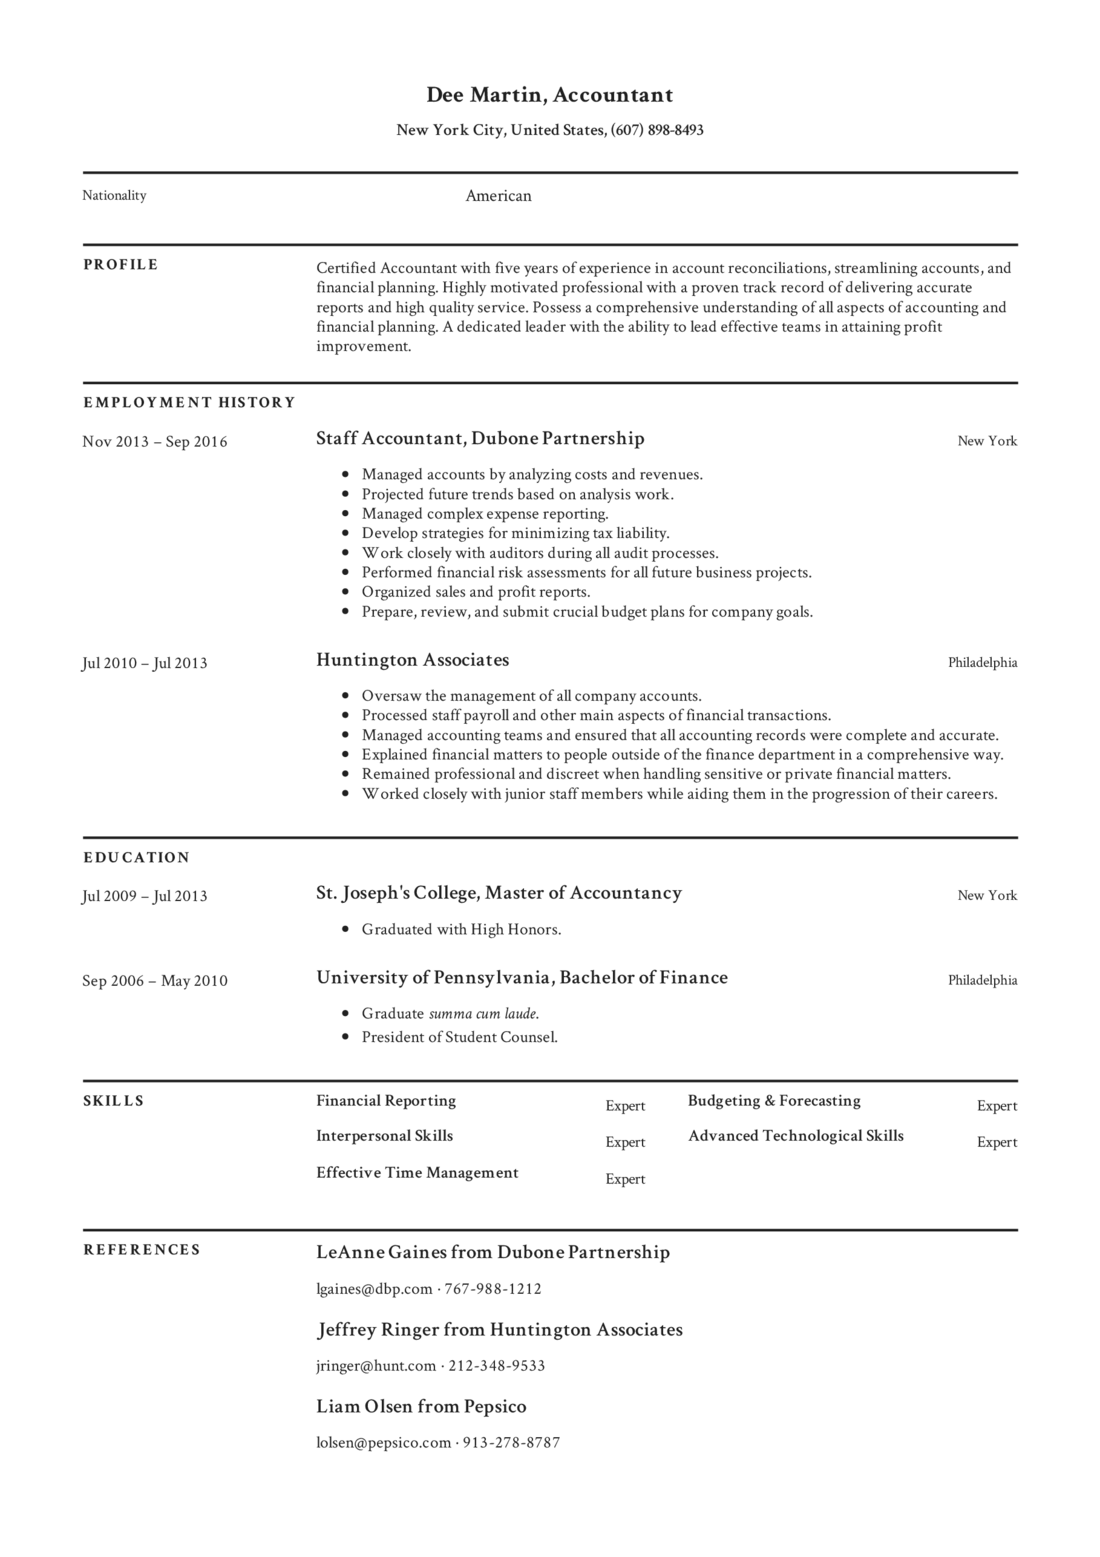 Dee Martin, Accountant
New York City, United States, (607) 898-8493
Nationality American
PROFILE
Certified Accountant with five years of experience in account reconciliations, streamlining accounts, and
financial planning. Highly motivated professional with a proven track record of delivering accurate
reports and high quality service. Possess a comprehensive understanding of all aspects of accounting and
financial planning. A dedicated leader with the ability to lead effective teams in attaining profit
improvement.
EMPLOYMENT HISTORY
Nov 2013 – Sep 2016 Staff Accountant, Dubone Partnership New York
• Managed accounts by analyzing costs and revenues.
• Projected future trends based on analysis work.
• Managed complex expense reporting.
• Develop strategies for minimizing tax liability.
• Work closely with auditors during all audit processes.
• Performed financial risk assessments for all future business projects.
• Organized sales and profit reports.
• Prepare, review, and submit crucial budget plans for company goals.
Jul 2010 – Jul 2013 Huntington Associates Philadelphia
• Oversaw the management of all company accounts.
• Processed staff payroll and other main aspects of financial transactions.
• Managed accounting teams and ensured that all accounting records were complete and accurate.
• Explained financial matters to people outside of the finance department in a comprehensive way.
• Remained professional and discreet when handling sensitive or private financial matters.
• Worked closely with junior staff members while aiding them in the progression of their careers.
EDUCATION
Jul 2009 – Jul 2013 St. Joseph's College, Master of Accountancy New York
• Graduated with High Honors.
Sep 2006 – May 2010 University of Pennsylvania, Bachelor of Finance Philadelphia
• Graduate summa cum laude.
• President of Student Counsel.
SKILLS
Financial Reporting Expert Budgeting & Forecasting Expert
Interpersonal Skills Expert Advanced Technological Skills Expert
Effective Time Management Expert
REFERENCES
LeAnne Gaines from Dubone Partnership
lgaines@dbp.com · 767-988-1212
Jeffrey Ringer from Huntington Associates
jringer@hunt.com · 212-348-9533
Liam Olsen from Pepsico
lolsen@pepsico.com · 913-278-8787